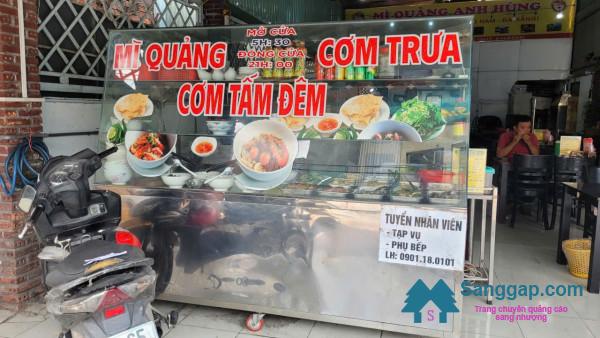 MÌ QUẢNG ANH HÙNG
MỞ CỬA
5H: 30
ĐÓNG CỬA
21H: 00
MÌ QUẢNG
CƠM TRƯA
CƠM TẤM ĐÊM
TUYỂN NHÂN VIÊN
- TẠP VỤ
- PHỤ BẾP
LH: 0901.18.0101
Sanggap.com
Trang chuyên quảng cáo
sang nhượng
S